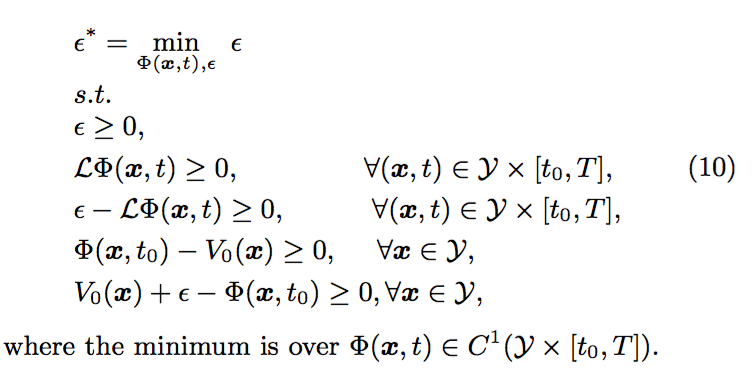 ϵ* = min ϵ
Φ(x,t),ϵ
s.t.
ϵ ≥ 0,
ℒΦ(x, t) ≥ 0, ∀(x, t) ∈ 𝒴 × [t₀, T], (10)
ϵ − ℒΦ(x, t) ≥ 0, ∀(x, t) ∈ 𝒴 × [t₀, T],
Φ(x, t₀) − V₀(x) ≥ 0, ∀x ∈ 𝒴,
V₀(x) + ϵ − Φ(x, t₀) ≥ 0, ∀x ∈ 𝒴,
where the minimum is over Φ(x, t) ∈ C¹(𝒴 × [t₀, T]).